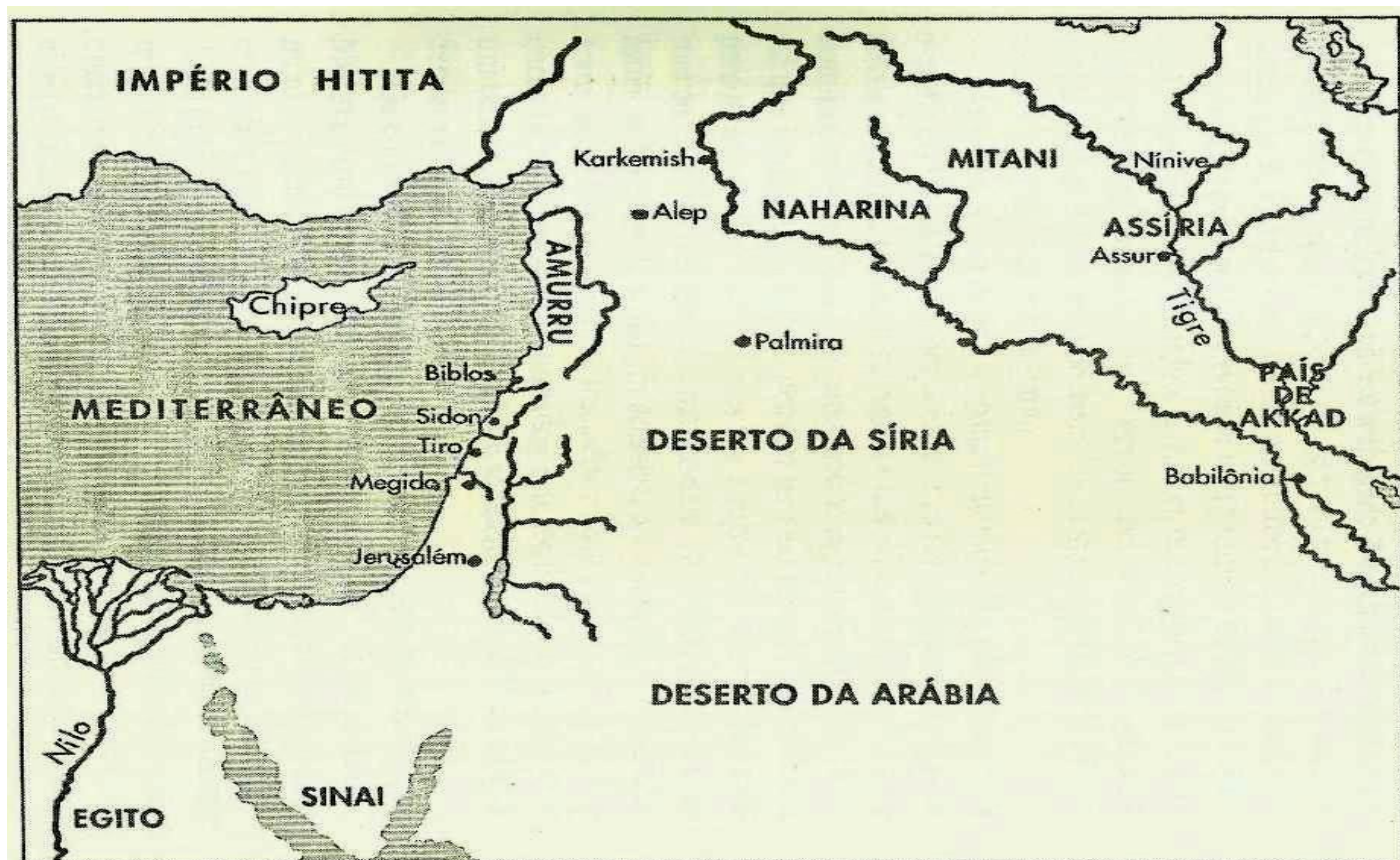 IMPÉRIO HITITA
Karkemish
MITANI
Nínive
Alep
NAHARINA
ASSÍRIA
AMURRU
Assur
Chipre
Tigre
Palmira
Biblos
PAÍS
DE
AKKAD
MEDITERRÂNEO
Sidon
DESERTO DA SÍRIA
Tiro
Megido
Babilônia
Jerusálém
DESERTO DA ARÁBIA
Nilo
SINAI
EGITO